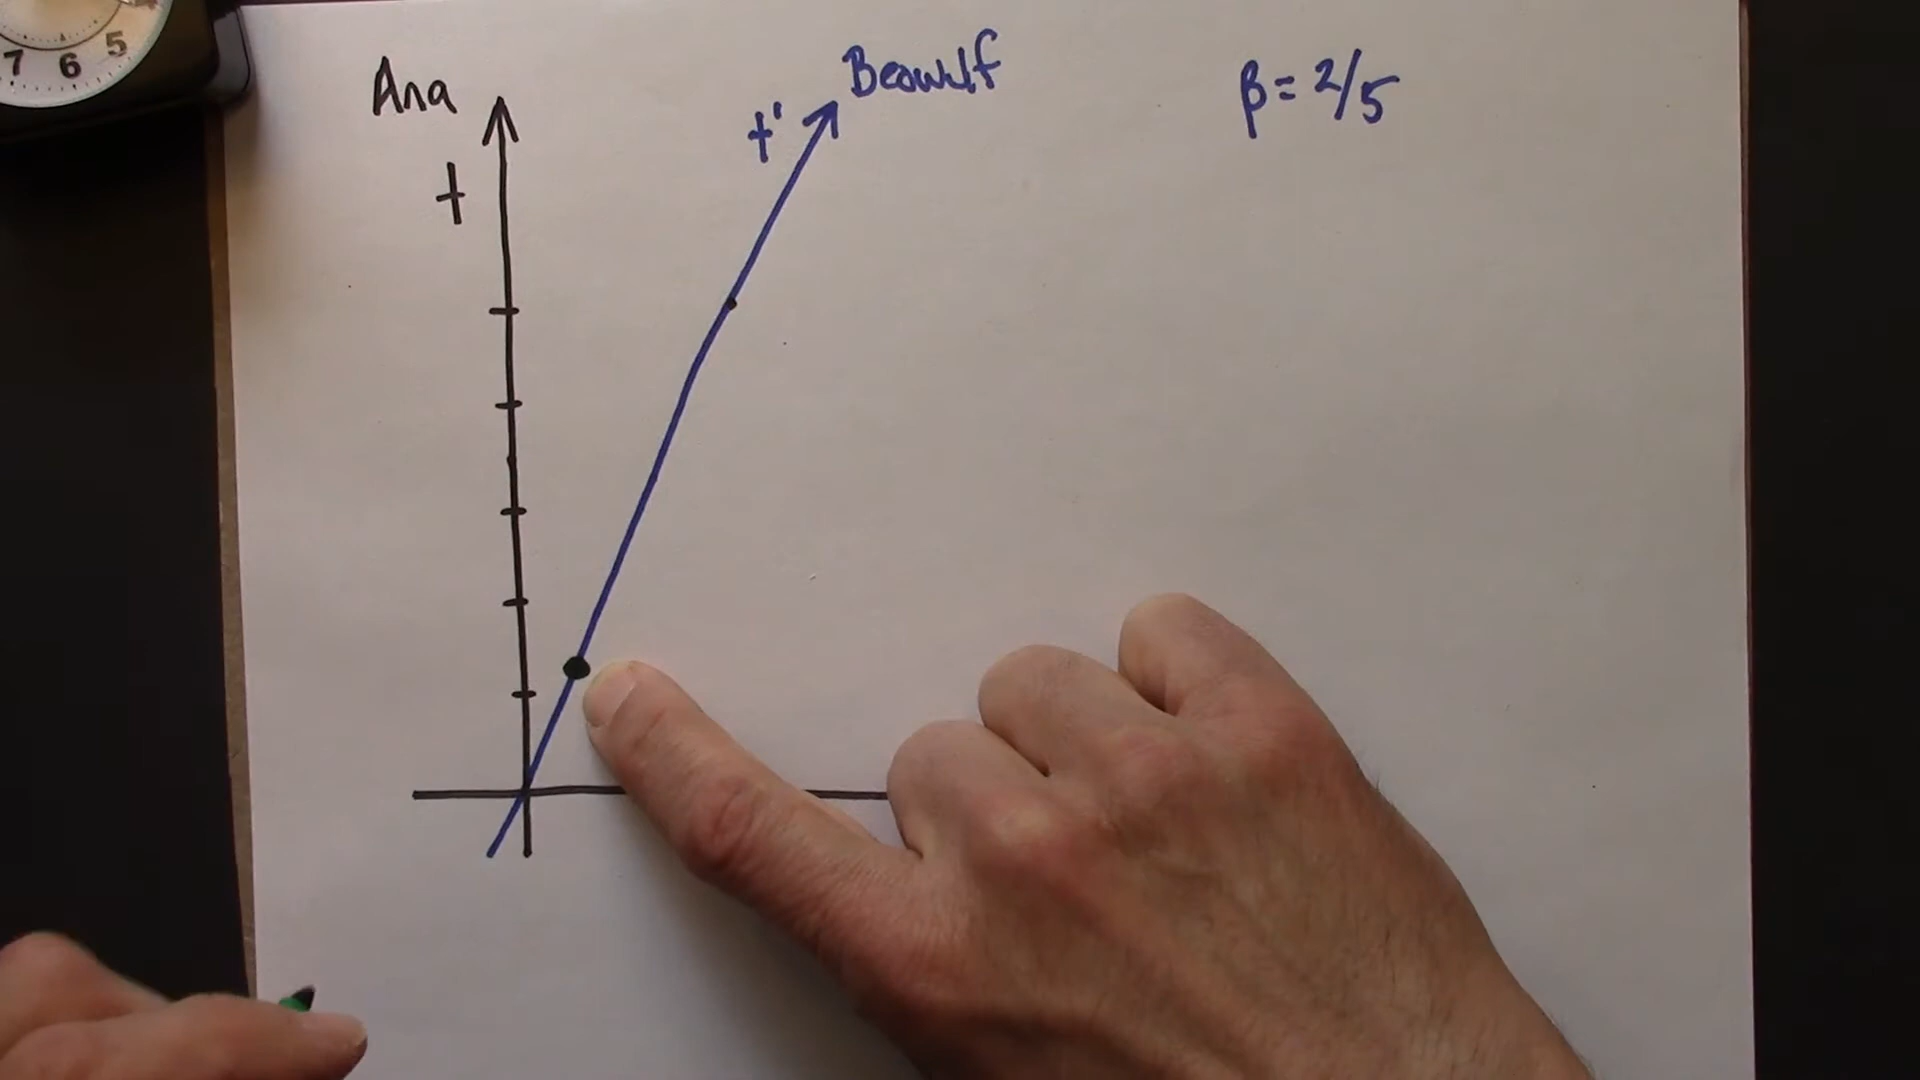 Ana
t
t'
Beowulf
β = 2/5
7 6 5